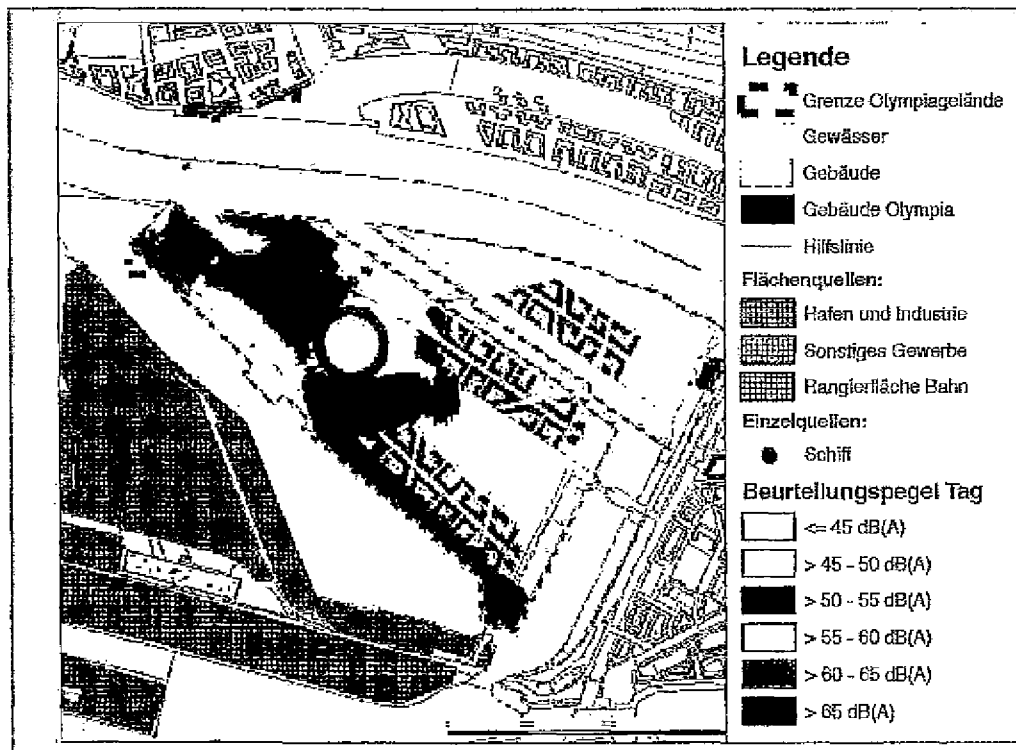 Legende
Grenze Olympiagelände
Gewässer
Gebäude
Gebäude Olympia
Hilfslinie
Flächenquellen:
Hafen und Industrie
Sonstiges Gewerbe
Rangierfläche Bahn
Einzelquellen:
Schiff
Beurteilungspegel Tag
<= 45 dB(A)
> 45 - 50 dB(A)
> 50 - 55 dB(A)
> 55 - 60 dB(A)
> 60 - 65 dB(A)
> 65 dB(A)